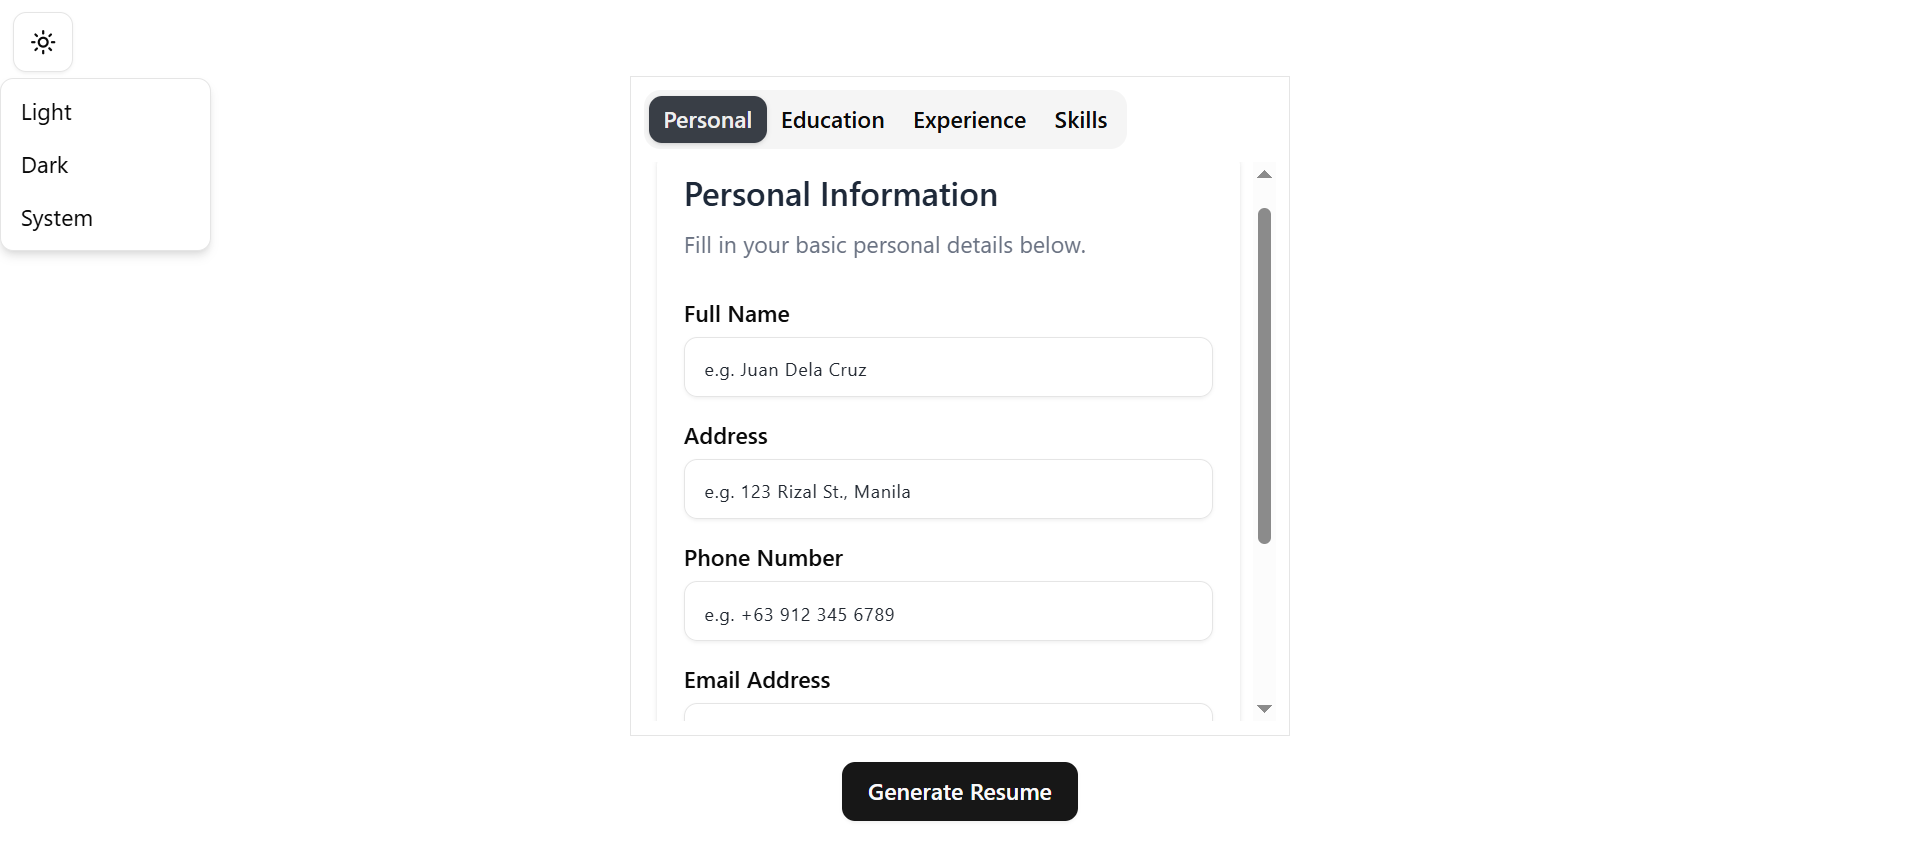 Light
Dark
System
Personal Education Experience Skills
Personal Information
Fill in your basic personal details below.
Full Name
e.g. Juan Dela Cruz
Address
e.g. 123 Rizal St., Manila
Phone Number
e.g. +63 912 345 6789
Email Address
Generate Resume